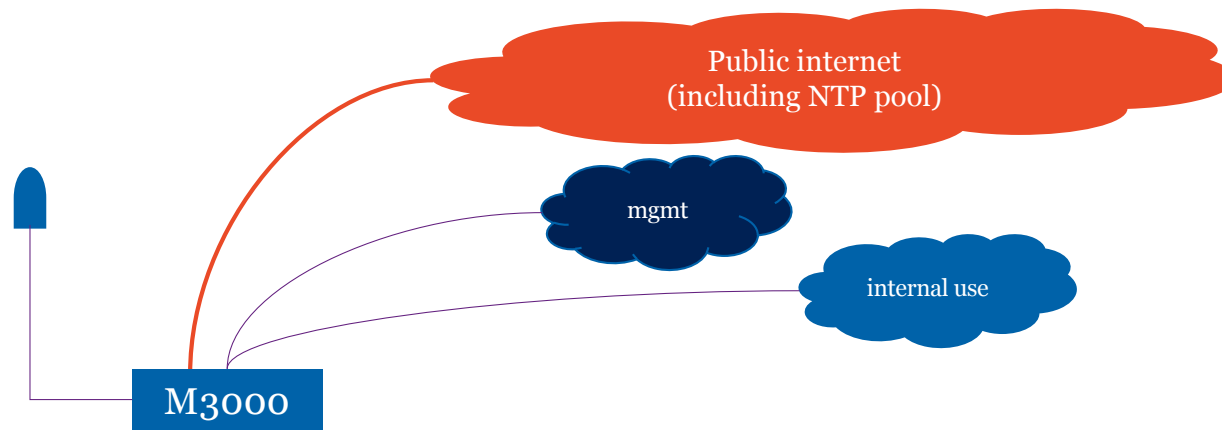 Public internet
(including NTP pool)
mgmt
internal use
M3000